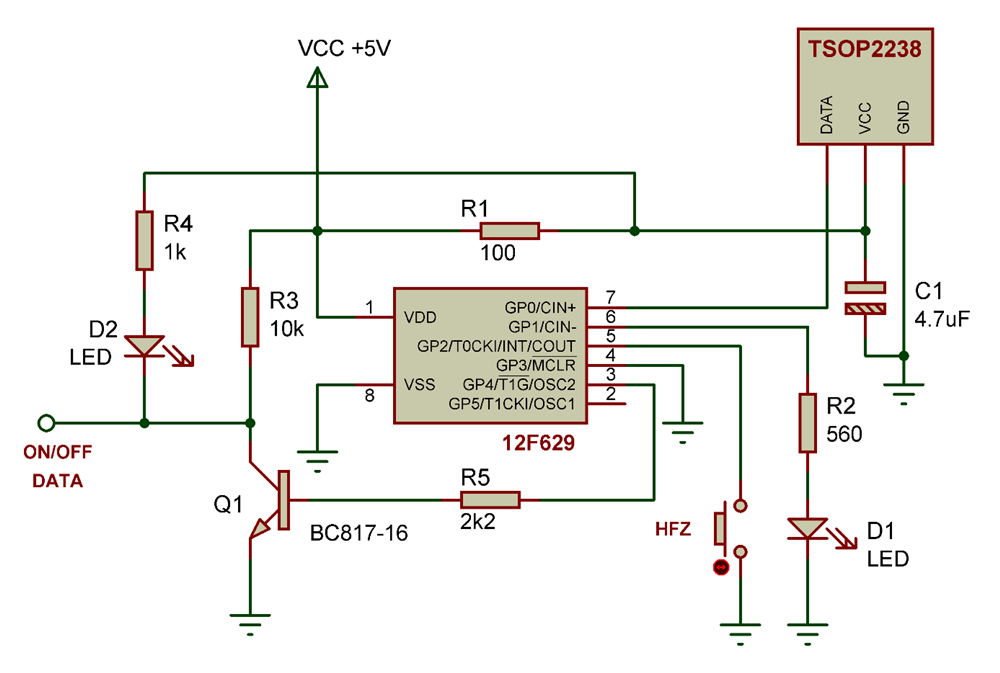 VCC +5V
TSOP2238
DATA
VCC
GND
R4
1k
R1
100
R3
10k
D2
LED
C1
4.7uF
1
VDD
8
VSS
GP0/CIN+
7
GP1/CIN-
6
GP2/T0CKI/INT/COUT
5
GP3/MCLR
4
GP4/T1G/OSC2
3
GP5/T1CKI/OSC1
2
12F629
R2
560
ON/OFF
DATA
Q1
BC817-16
R5
2k2
HFZ
D1
LED